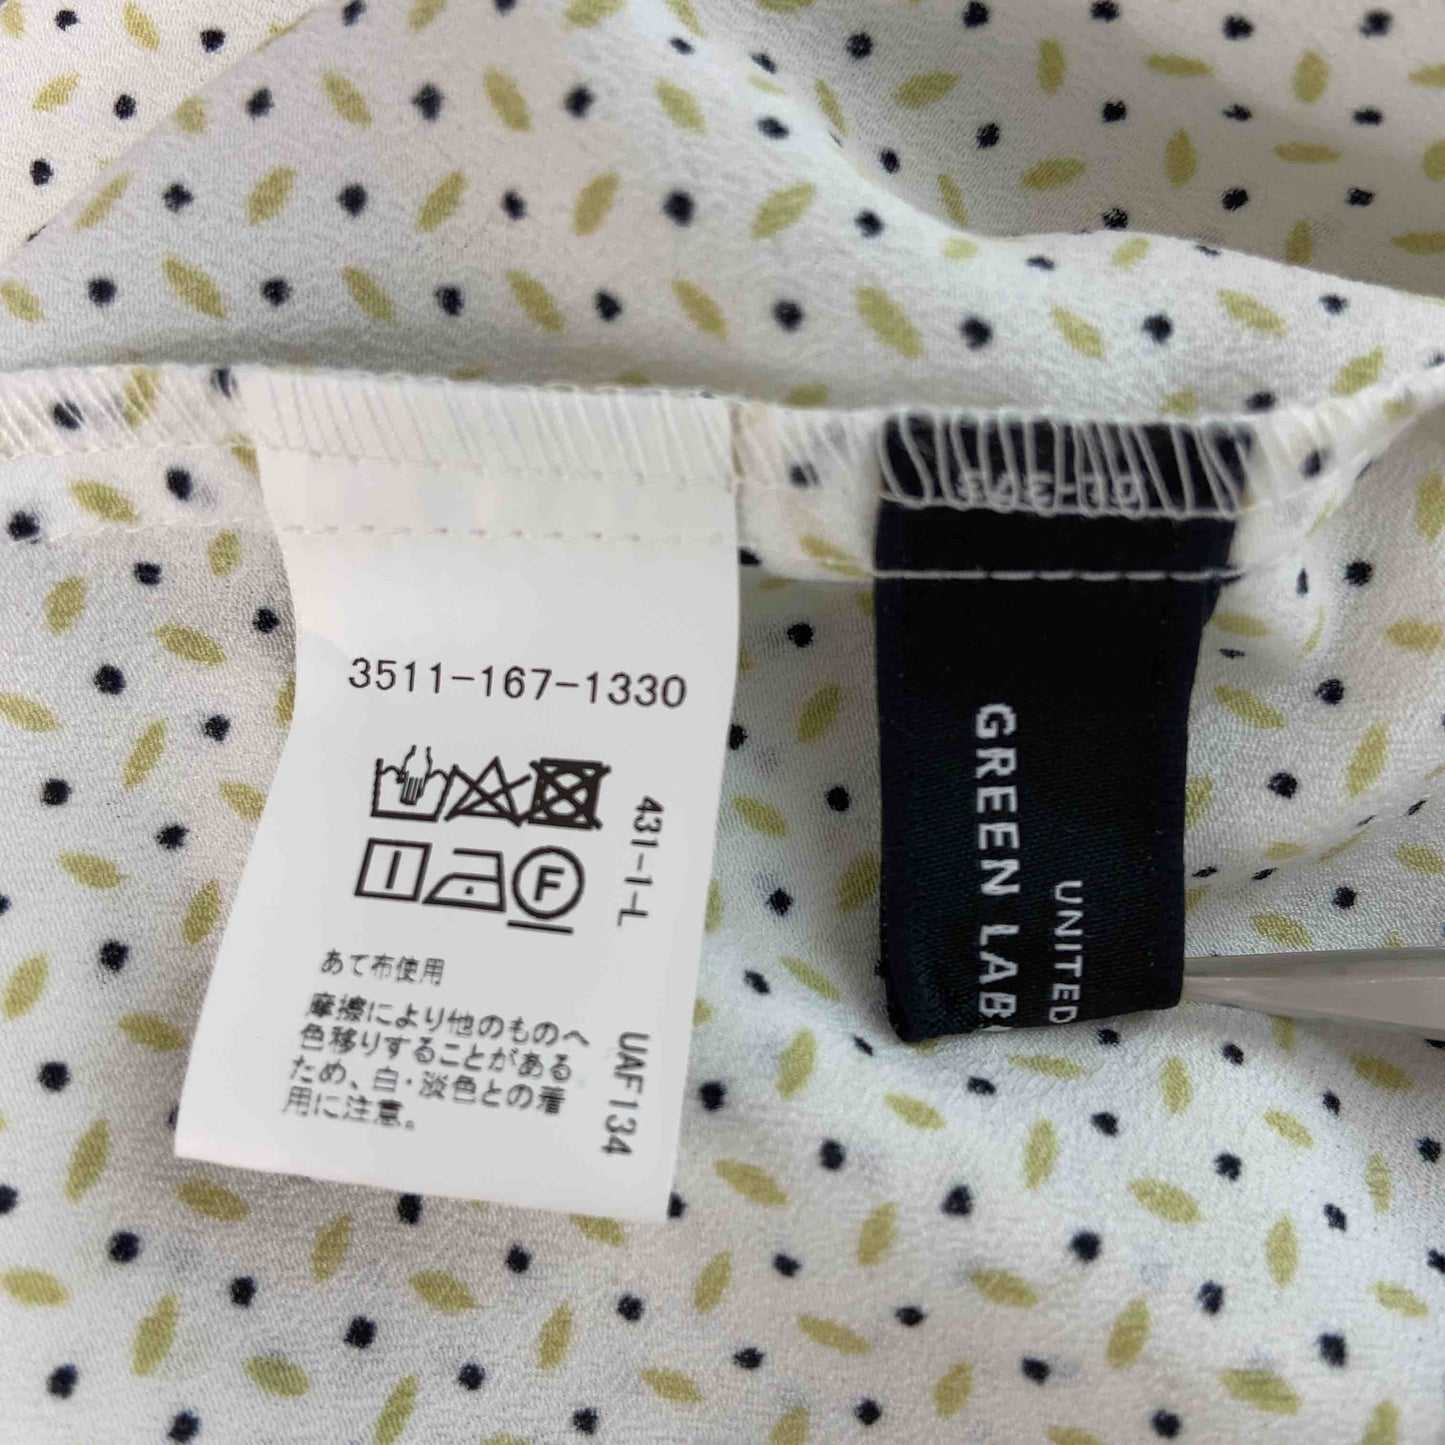 3511-167-1330
431-1-L
あて布使用
摩擦により他のものへ
色移りすることがある
ため、白・淡色との着
用に注意。
UAF134
F
GREEN LAB
UNITED